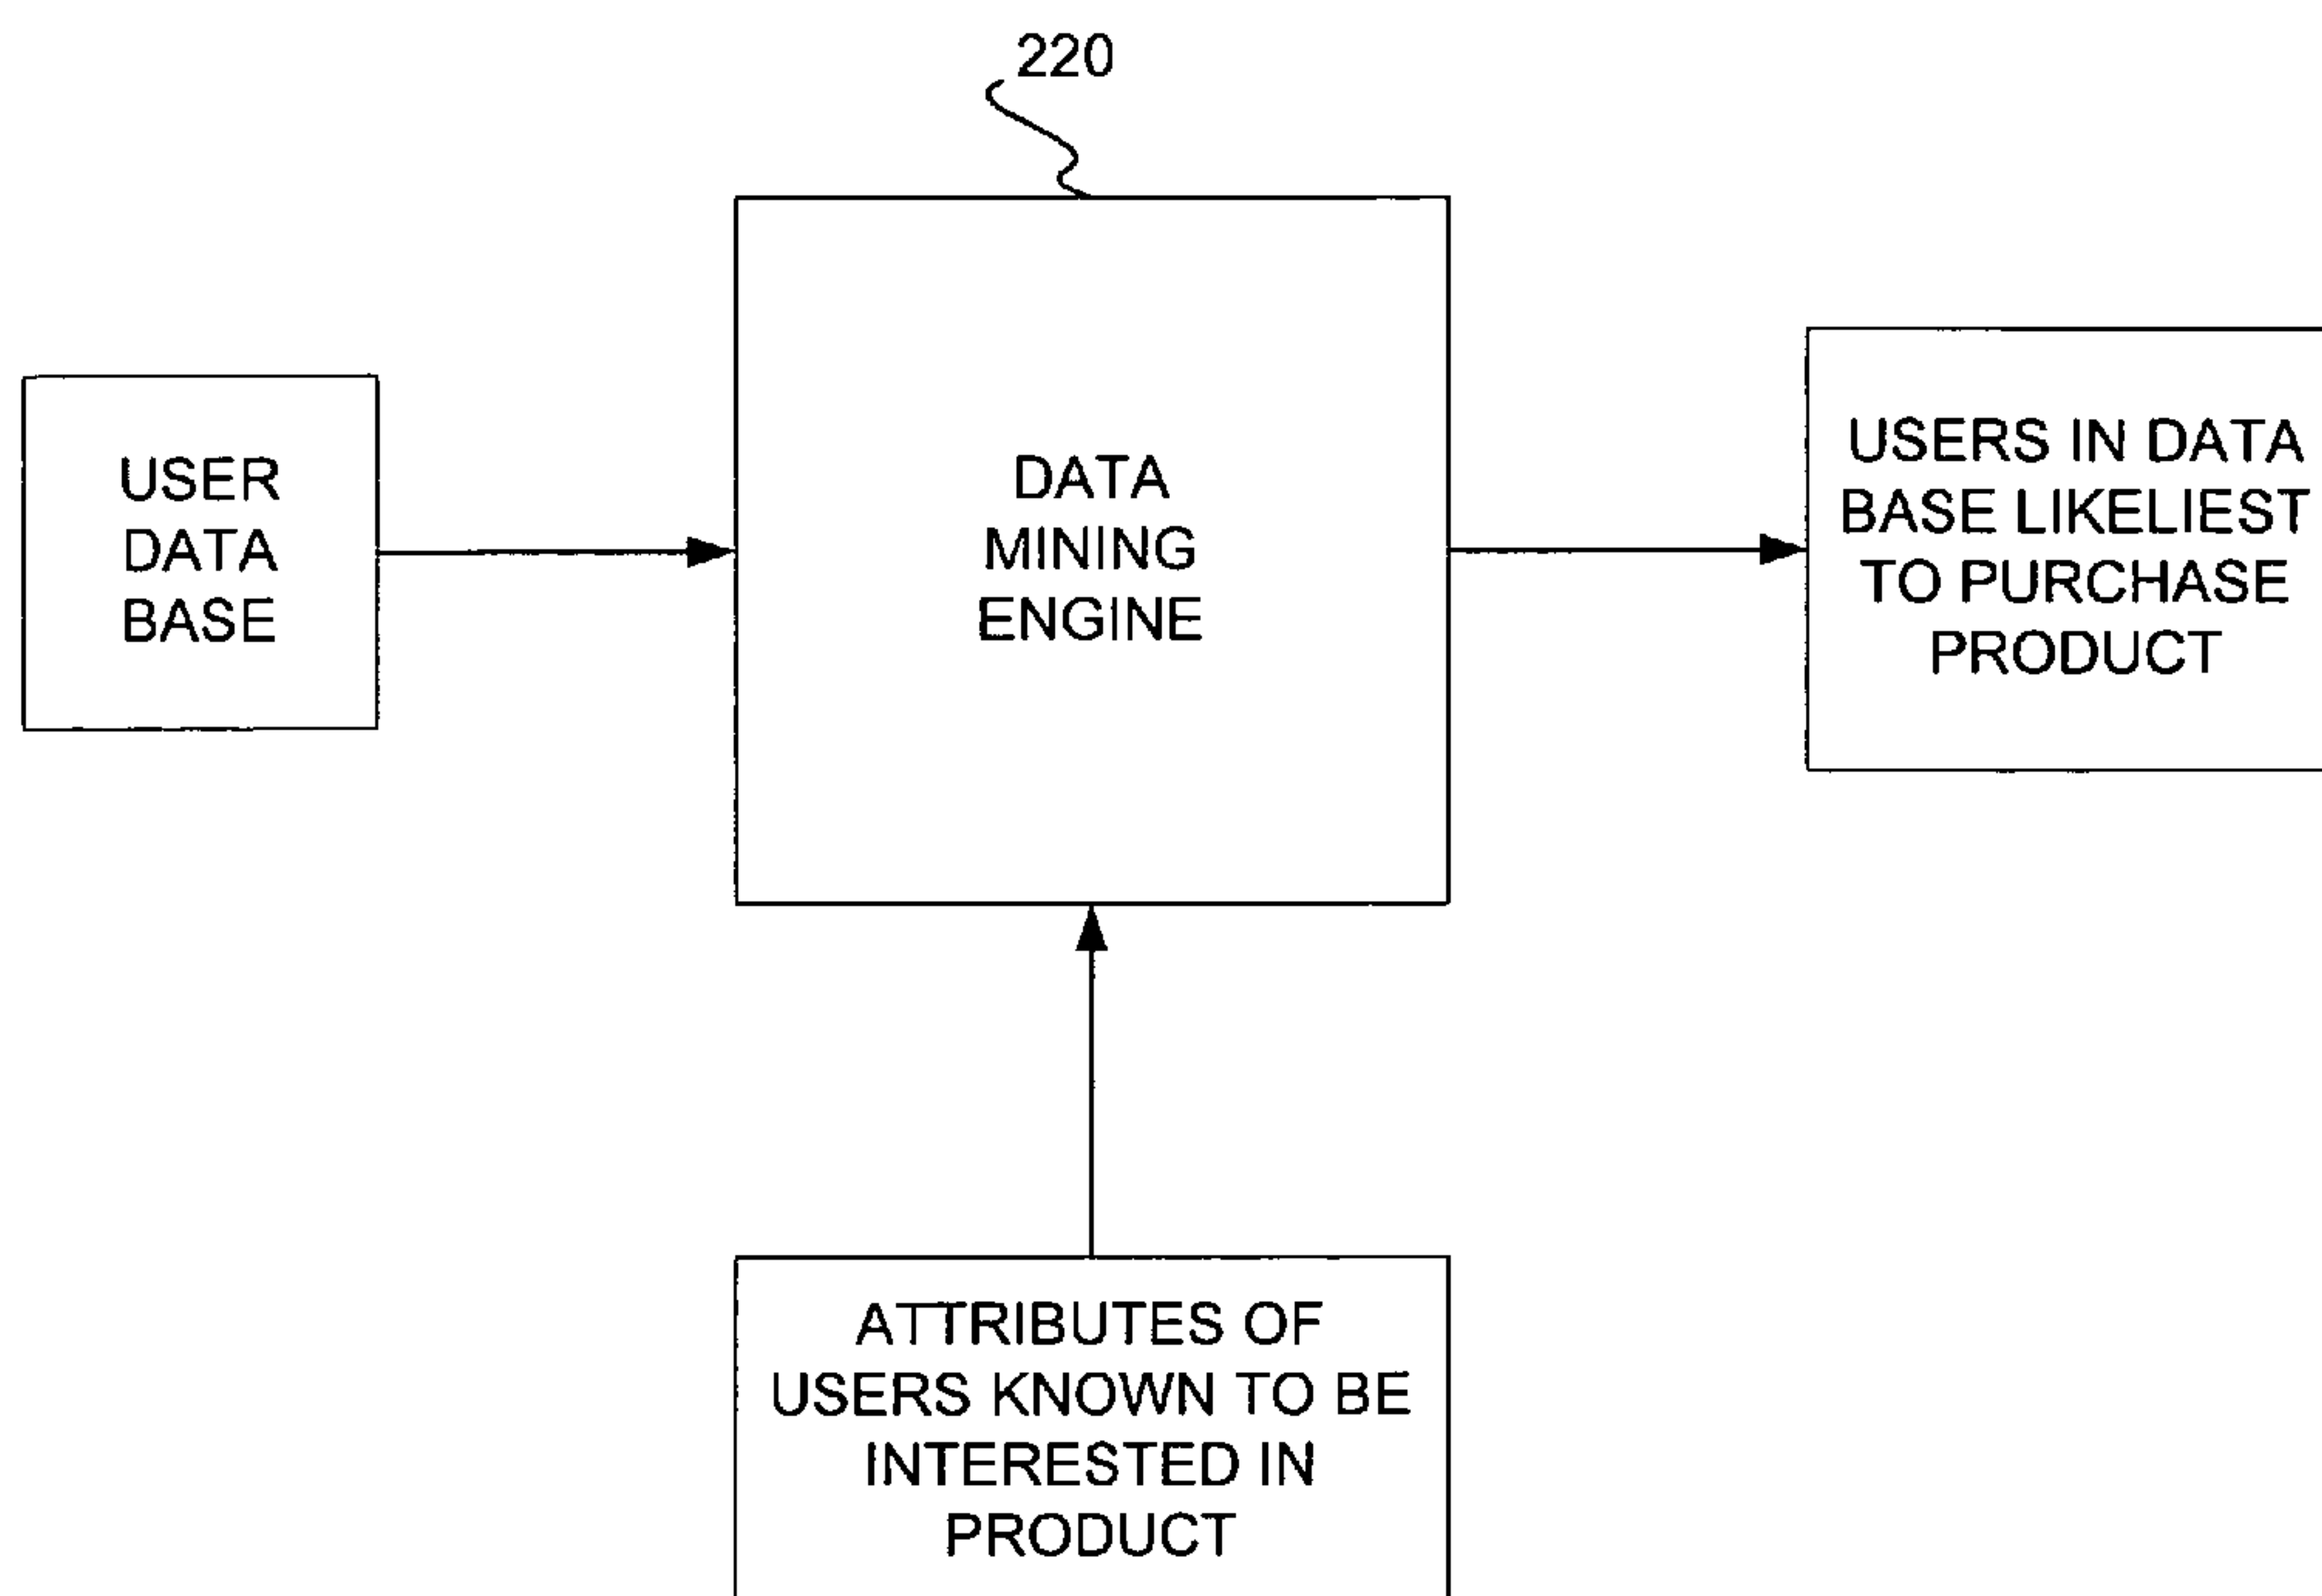 220
USER
DATA
BASE
DATA
MINING
ENGINE
USERS IN DATA
BASE LIKELIEST
TO PURCHASE
PRODUCT
ATTRIBUTES OF
USERS KNOWN TO BE
INTERESTED IN
PRODUCT